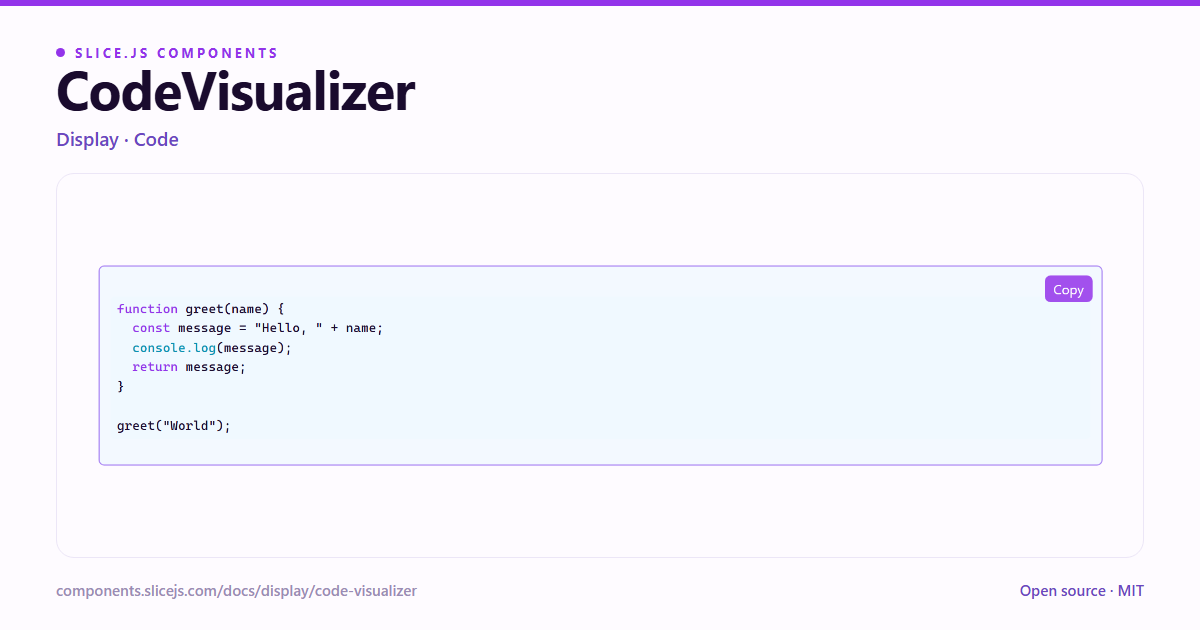 SLICE.JS COMPONENTS
CodeVisualizer
Display · Code
Copy
function greet(name) {
  const message = "Hello, " + name;
  console.log(message);
  return message;
}
greet("World");
components.slicejs.com/docs/display/code-visualizer
Open source · MIT